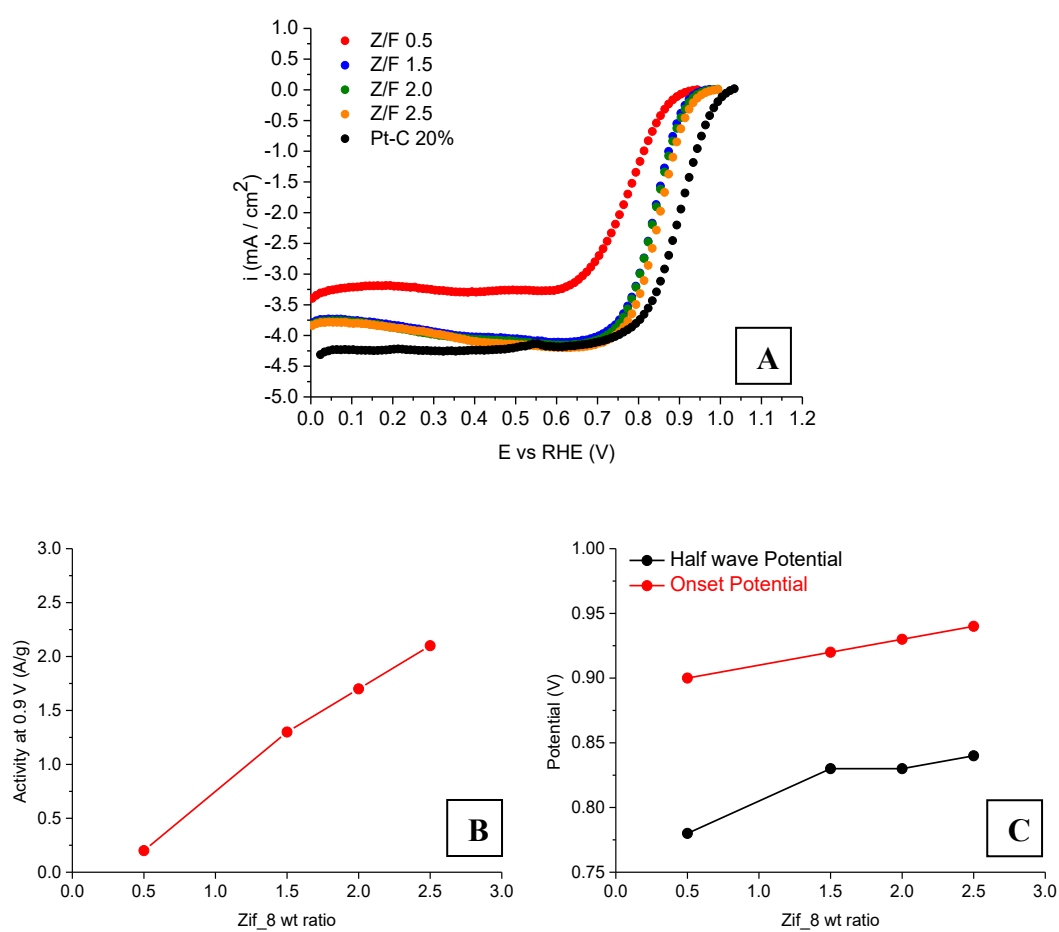 1.0
0.5
0.0
-0.5
-1.0
-1.5
-2.0
-2.5
-3.0
-3.5
-4.0
-4.5
-5.0
i (mA / cm²)
Z/F 0.5
Z/F 1.5
Z/F 2.0
Z/F 2.5
Pt-C 20%
A
0.0 0.1 0.2 0.3 0.4 0.5 0.6 0.7 0.8 0.9 1.0 1.1 1.2
E vs RHE (V)
3.0
2.5
2.0
1.5
1.0
0.5
0.0
Activity at 0.9 V (A/g)
B
0.0 0.5 1.0 1.5 2.0 2.5 3.0
Zif_8 wt ratio
1.00
0.95
0.90
0.85
0.80
0.75
Potential (V)
Half wave Potential
Onset Potential
C
0.0 0.5 1.0 1.5 2.0 2.5 3.0
Zif_8 wt ratio